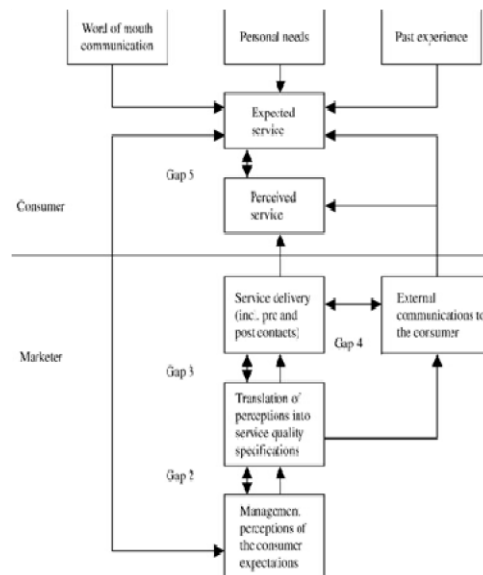 Word of mouth
communication
Personal needs
Past experience
Expected
service
Gap 5
Perceived
service
Consumer
Marketer
Service delivery
(incl. pre and
post contacts)
Gap 4
External
communications to
the consumer
Gap 3
Translation of
perceptions into
service quality
specifications
Gap 2
Management
perceptions of
the consumer
expectations